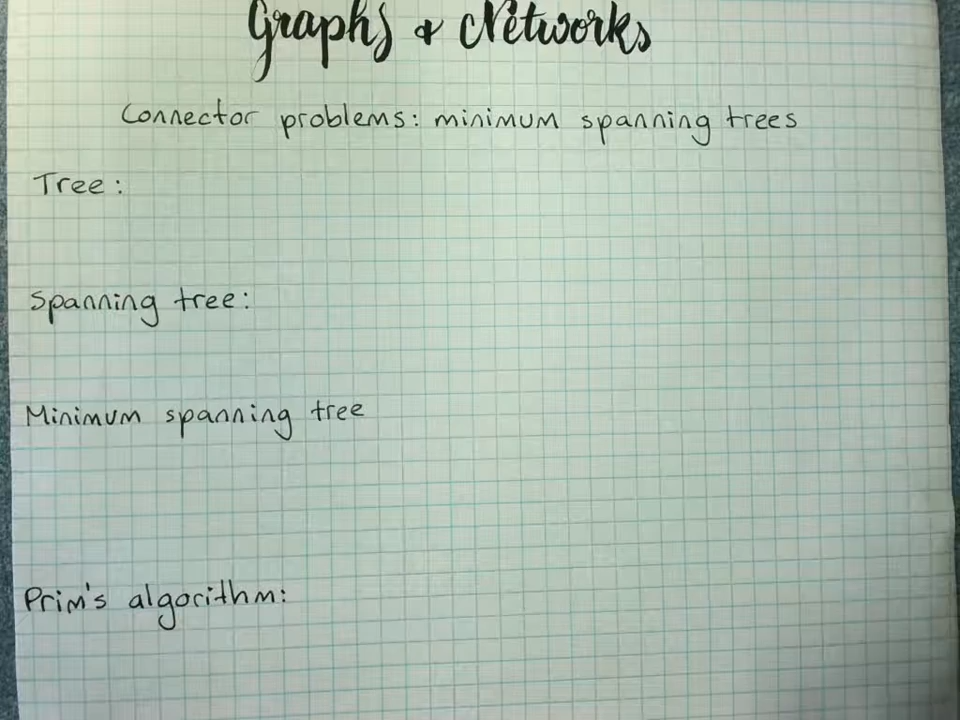 Graphs & Networks
Connector problems: minimum spanning trees
Tree:
Spanning tree:
Minimum spanning tree
Prim's algorithm: